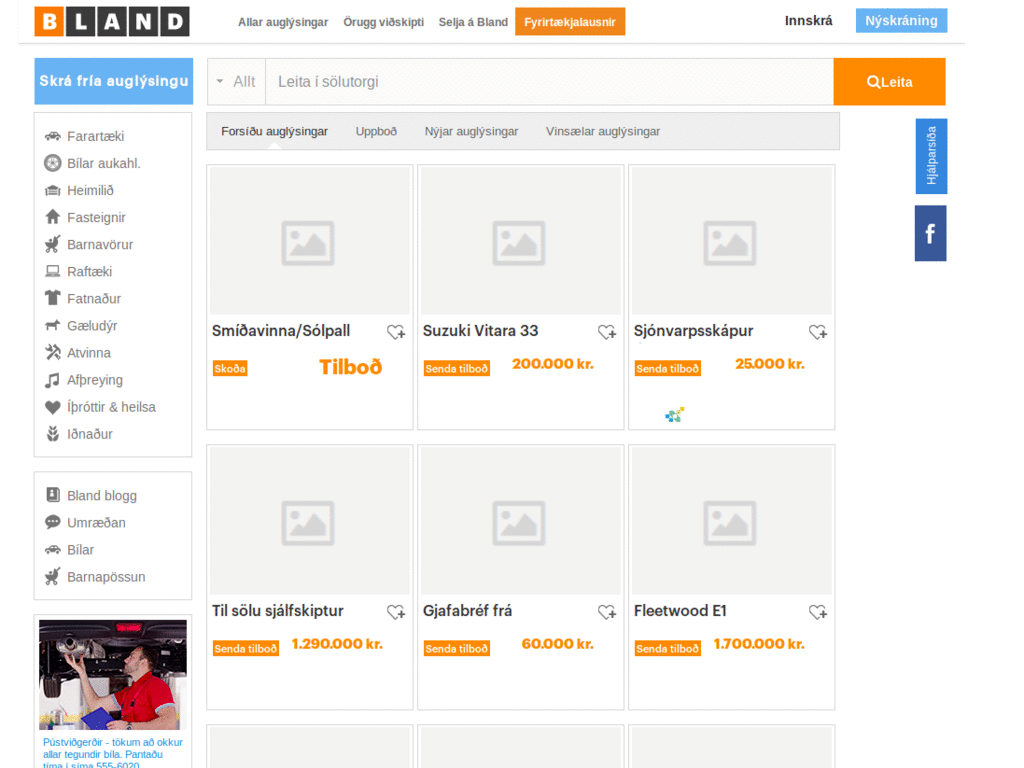 BLAND
Allar auglýsingar Örugg viðskipti Selja á Bland Fyrirtækjalausnir
Innskrá Nýskráning
Skrá fría auglýsingu
Allt Leita í sölutorgi Leita
Forsíðu auglýsingar Uppboð Nýjar auglýsingar Vinsælar auglýsingar
Hjálparsíða
f
Farartæki
Bílar aukahl.
Heimilið
Fasteignir
Barnavörur
Raftæki
Fatnaður
Gæludýr
Atvinna
Afþreying
Íþróttir & heilsa
Iðnaður
Bland blogg
Umræðan
Bílar
Barnapössun
Pústviðgerðir - tökum að okkur
allar tegundir bíla. Pantaðu
tíma í síma 555-6020
Smíðavinna/Sólpall
Skoða Tilboð
Suzuki Vitara 33
Senda tilboð 200.000 kr.
Sjónvarpsskápur
Senda tilboð 25.000 kr.
Til sölu sjálfskiptur
Senda tilboð 1.290.000 kr.
Gjafabréf frá
Senda tilboð 60.000 kr.
Fleetwood E1
Senda tilboð 1.700.000 kr.